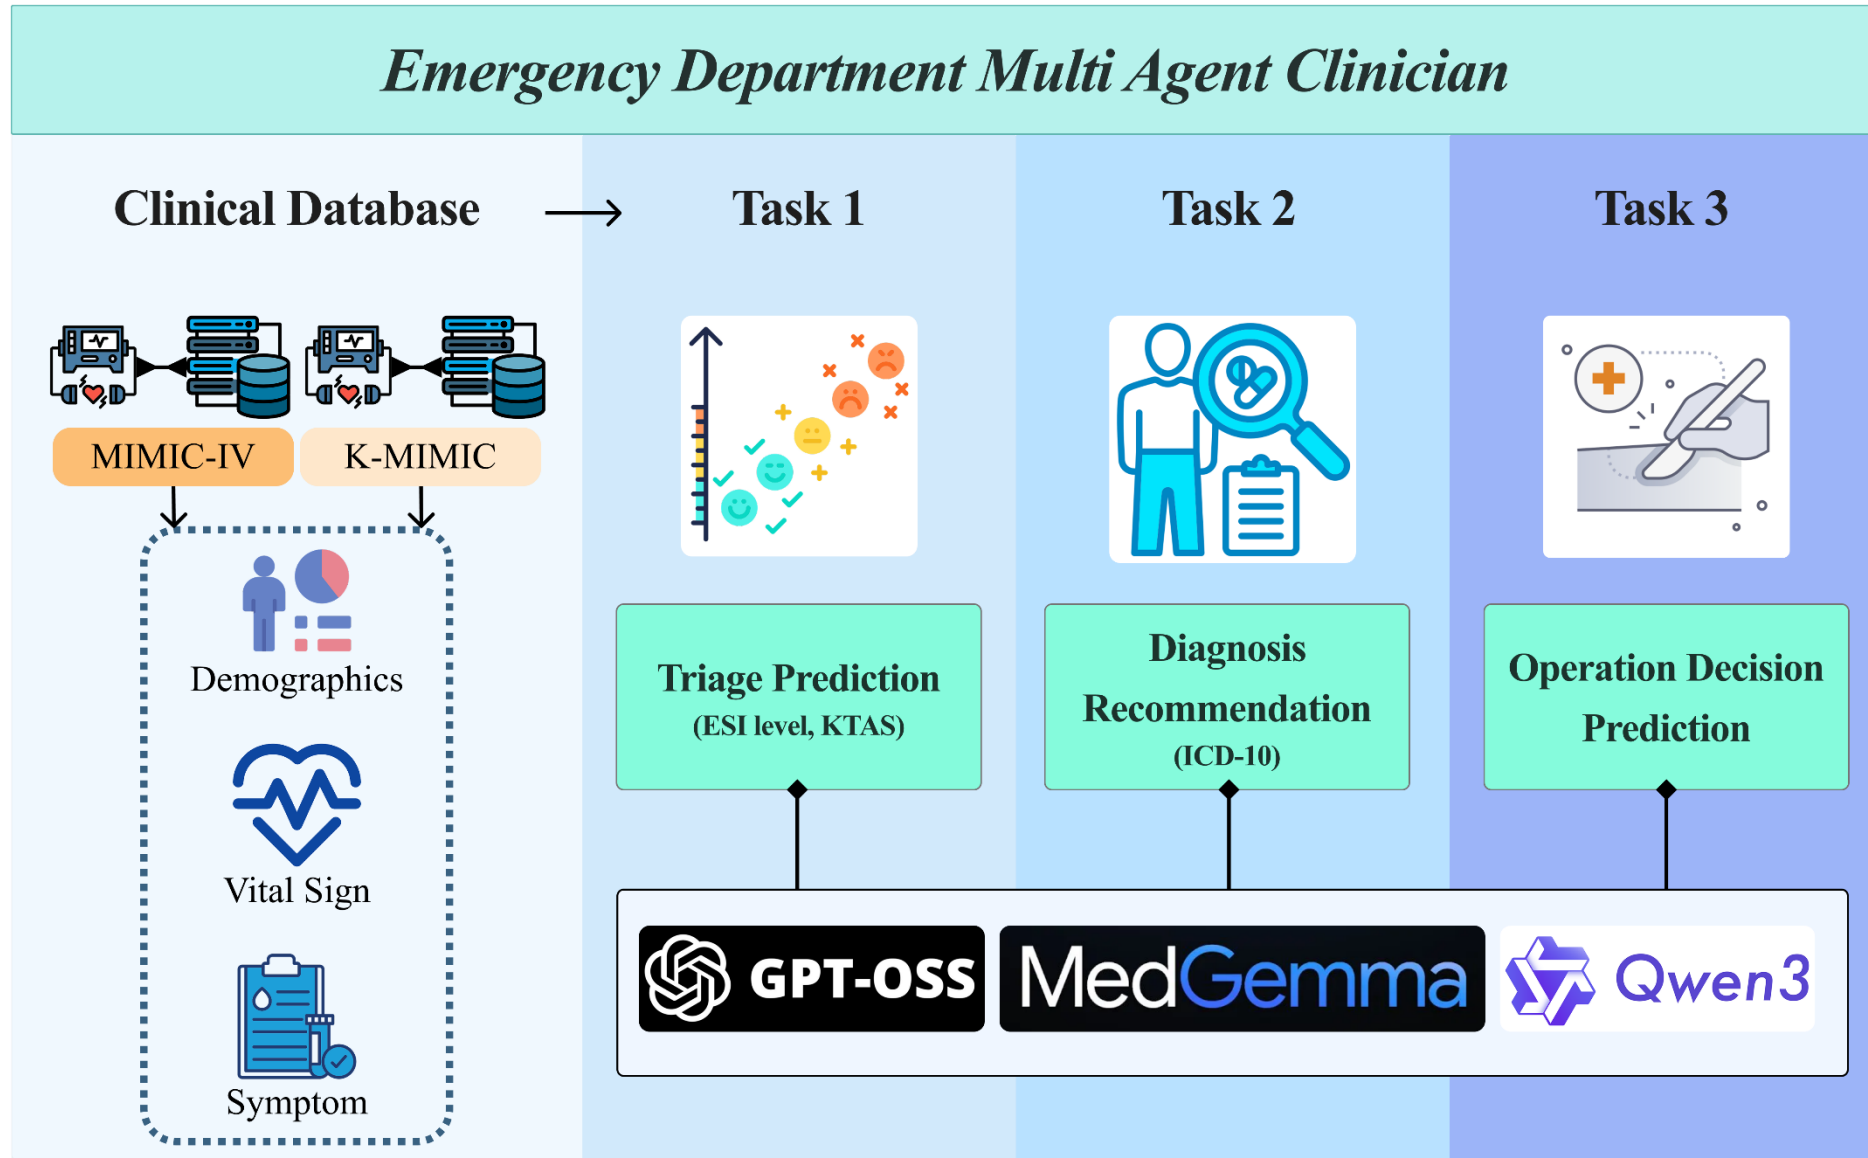 Emergency Department Multi Agent Clinician
Clinical Database
Task 1
Task 2
Task 3
MIMIC-IV
K-MIMIC
Demographics
Vital Sign
Symptom
Triage Prediction
(ESI level, KTAS)
Diagnosis
Recommendation
(ICD-10)
Operation Decision
Prediction
GPT-OSS
MedGemma
Qwen3